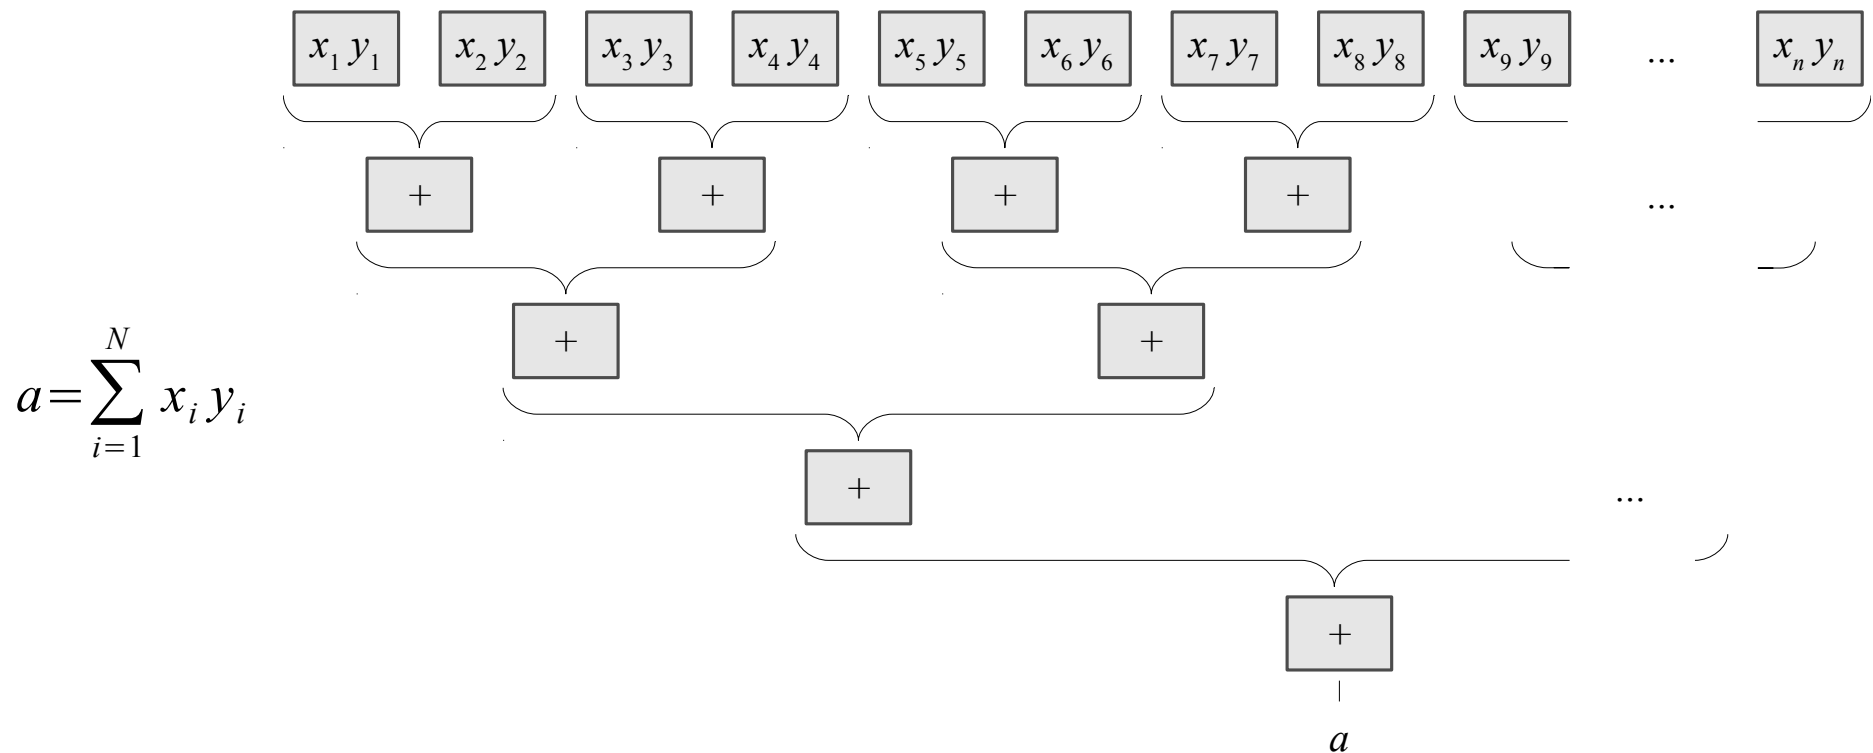 x₁ y₁ x₂ y₂ x₃ y₃ x₄ y₄ x₅ y₅ x₆ y₆ x₇ y₇ x₈ y₈ x₉ y₉ ... xₙ yₙ
+ + + + ...
+ +
a = ∑_{i=1}^{N} xᵢ yᵢ
+ ...
+
a